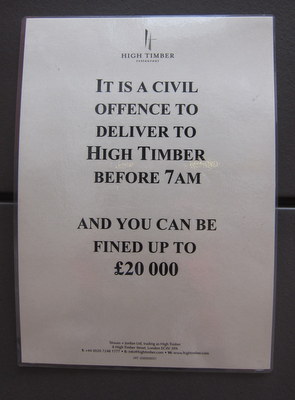 HIGH TIMBER
IT IS A CIVIL
OFFENCE TO
DELIVER TO
HIGH TIMBER
BEFORE 7AM
AND YOU CAN BE
FINED UP TO
£20 000